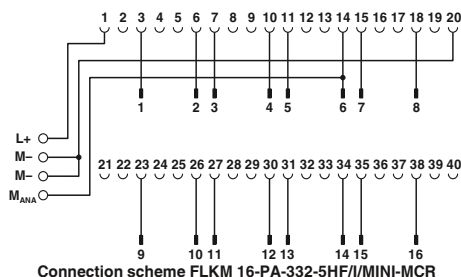 1 2 3 4 5 6 7 8 9 10 11 12 13 14 15 16 17 18 19 20
1 2 3 4 5 6 7 8
L+
M–
M–
MANA
21 22 23 24 25 26 27 28 29 30 31 32 33 34 35 36 37 38 39 40
9 10 11 12 13 14 15 16
Connection scheme FLKM 16-PA-332-5HF/I/MINI-MCR